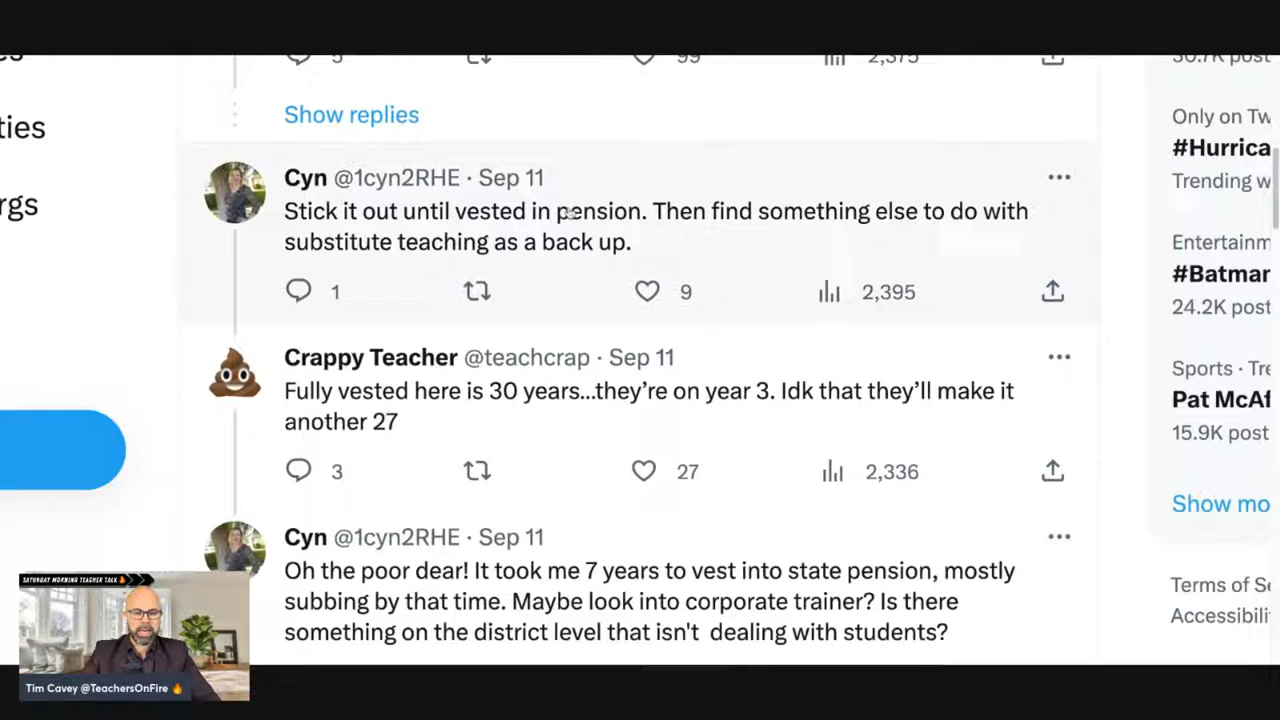 5 99 2,375
Show replies
Cyn @1cyn2RHE · Sep 11
Stick it out until vested in pension. Then find something else to do with
substitute teaching as a back up.
1 9 2,395
Crappy Teacher @teachcrap · Sep 11
Fully vested here is 30 years...they're on year 3. Idk that they'll make it
another 27
3 27 2,336
Cyn @1cyn2RHE · Sep 11
Oh the poor dear! It took me 7 years to vest into state pension, mostly
subbing by that time. Maybe look into corporate trainer? Is there
something on the district level that isn't dealing with students?
ties
rgs
Only on Tw
#Hurrica
Trending w
Entertainm
#Batmar
24.2K post
Sports · Tre
Pat McAf
15.9K post
Show mo
Terms of Se
Accessibili
SATURDAY MORNING TEACHER TALK 🔥
Tim Cavey @TeachersOnFire 🔥